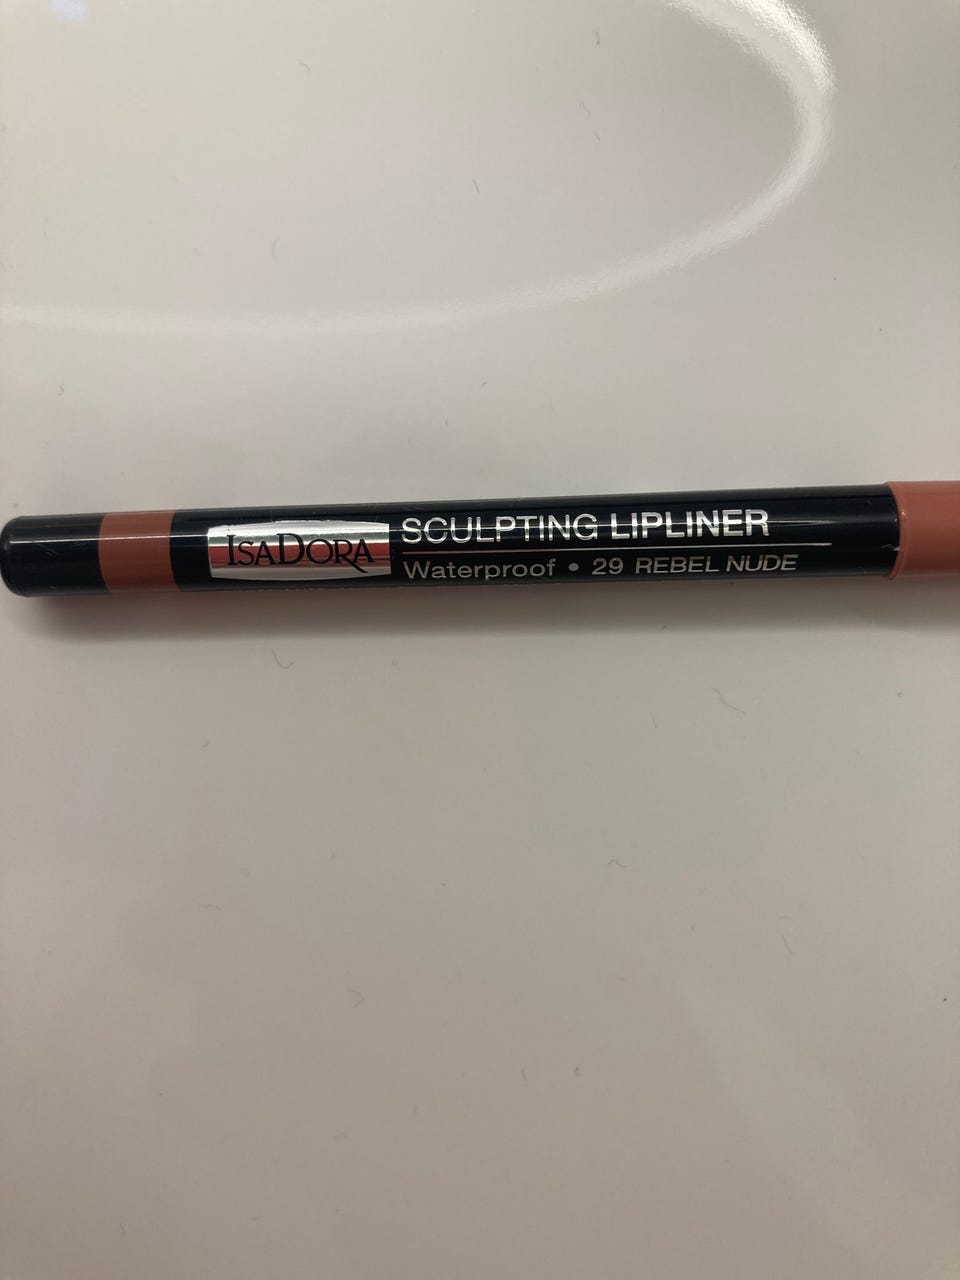 IsaDora
SCULPTING LIPLINER
Waterproof • 29 REBEL NUDE